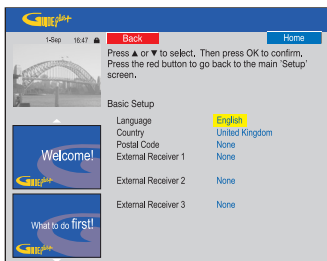 GUIDE Plus+
1-Sep 16:47
Back
Home
Press ▲ or ▼ to select, Then press OK to confirm,
Press the red button to go back to the main 'Setup'
screen.
Basic Setup
Language English
Country United Kingdom
Postal Code None
External Receiver 1 None
External Receiver 2 None
External Receiver 3 None
Welcome!
GUIDE Plus+
What to do first!
GUIDE Plus+